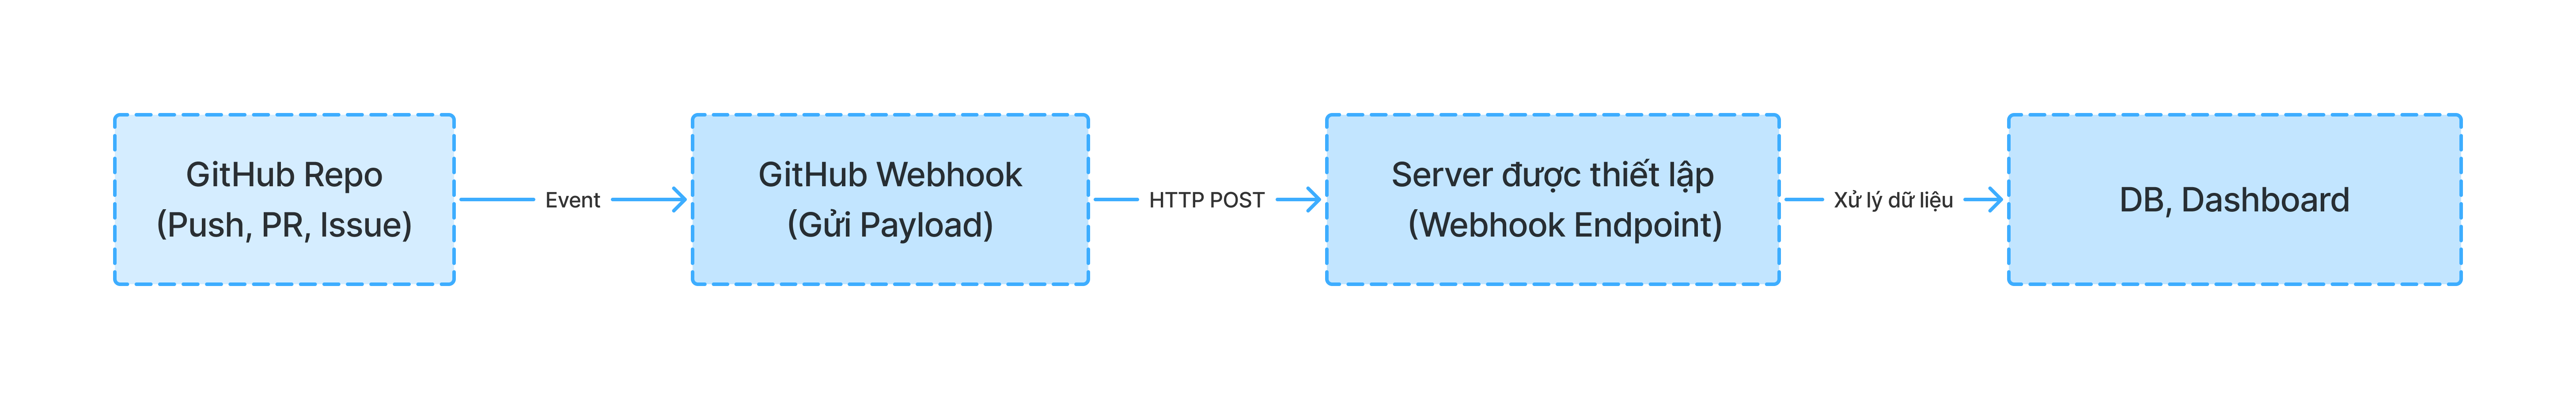 GitHub Repo
(Push, PR, Issue)
Event
GitHub Webhook
(Gửi Payload)
HTTP POST
Server được thiết lập
(Webhook Endpoint)
Xử lý dữ liệu
DB, Dashboard